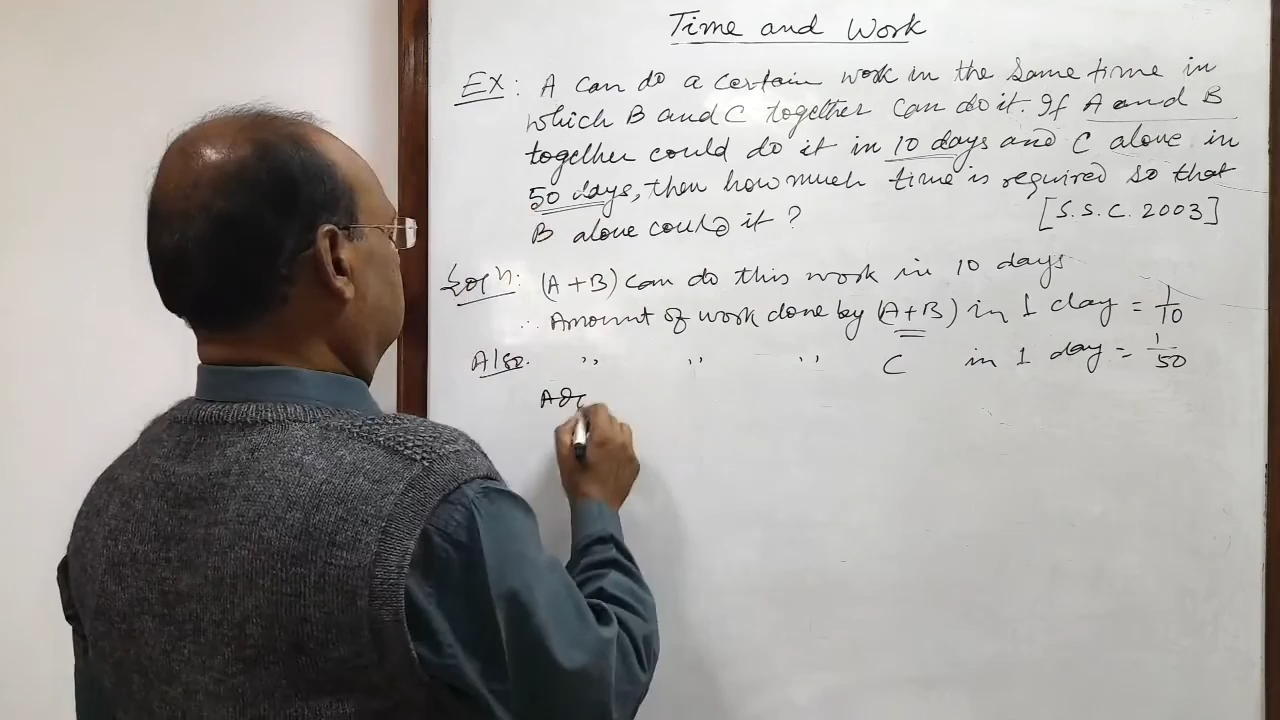 Time and Work
EX: A can do a certain work in the same time in
which B and C together can do it. If A and B
together could do it in 10 days and C alone in
50 days, then how much time is required so that
B alone could it? [S.S.C. 2003]
Solⁿ: (A+B) can do this work in 10 days
∴ Amount of work done by (A+B) in 1 day = 1/10
Also. ,, ,, ,, C in 1 day = 1/50